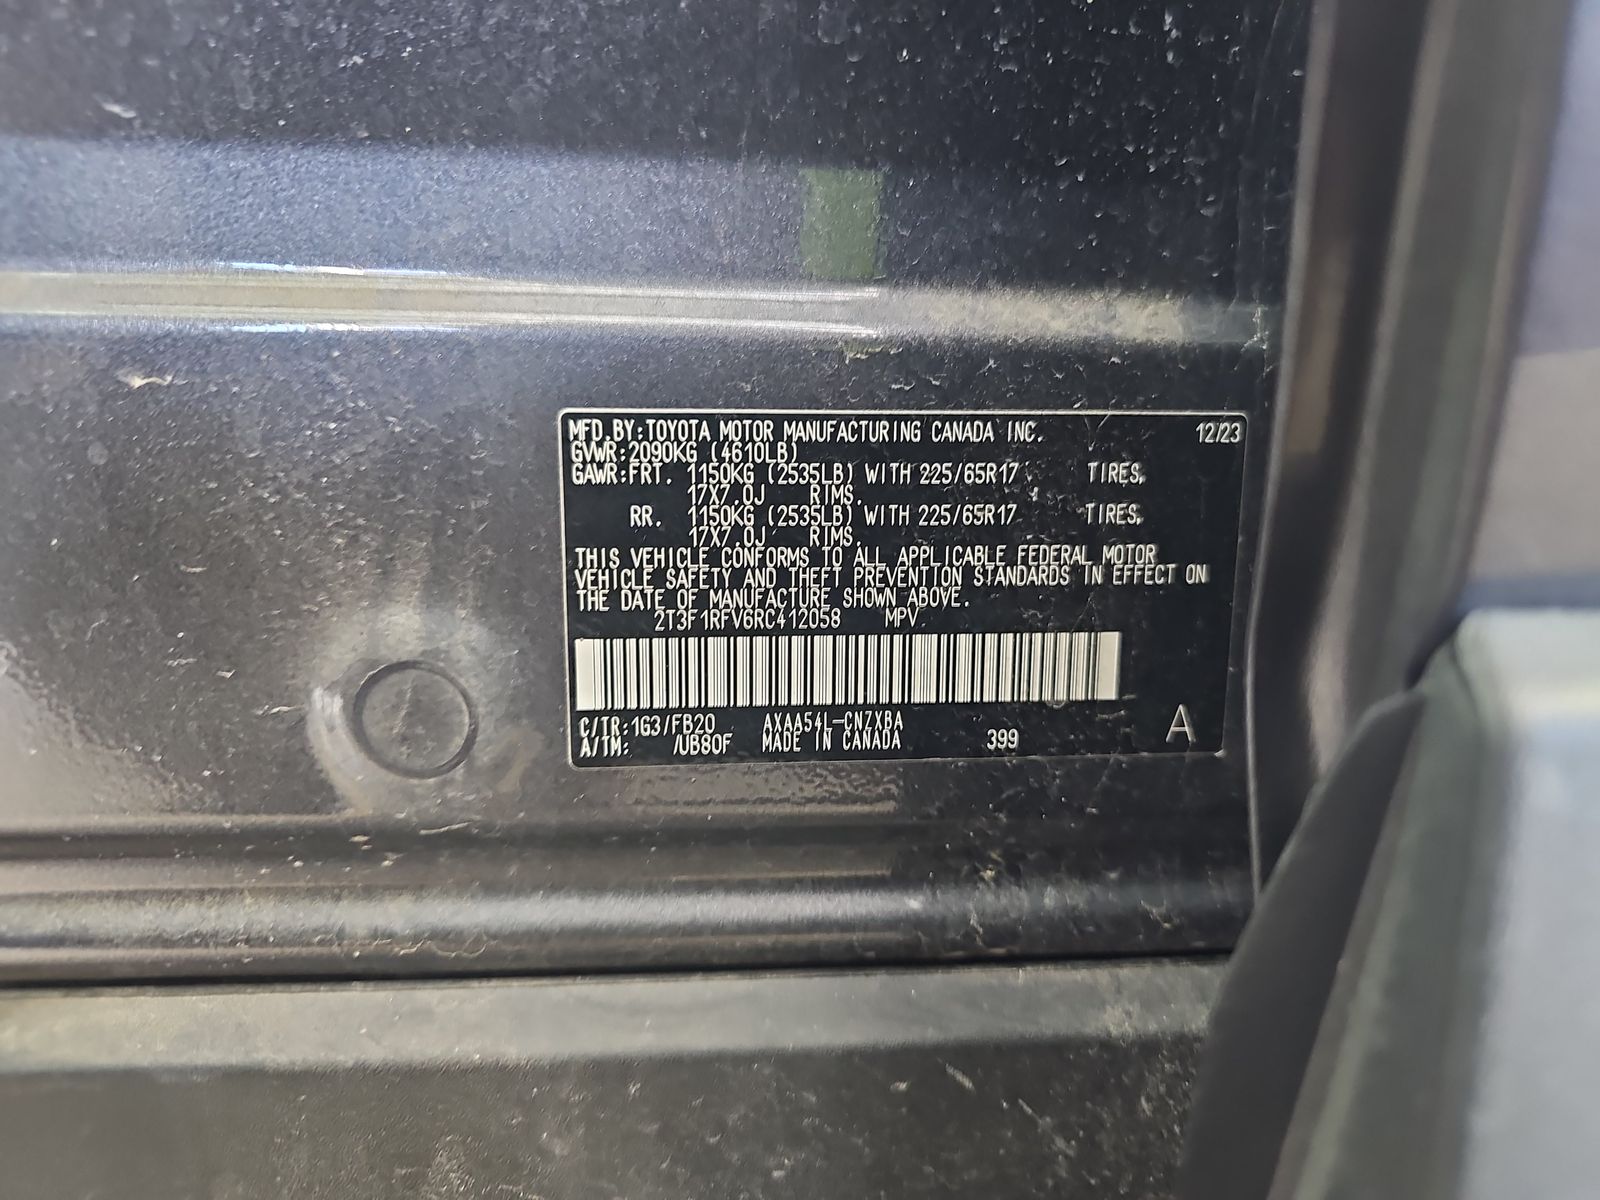 MFD.BY:TOYOTA MOTOR MANUFACTURING CANADA INC. 12/23
GVWR:2090KG (4610LB)
GAWR:FRT. 1150KG (2535LB) WITH 225/65R17 TIRES,
17X7.0J RIMS.
RR. 1150KG (2535LB) WITH 225/65R17 TIRES,
17X7.0J RIMS.
THIS VEHICLE CONFORMS TO ALL APPLICABLE FEDERAL MOTOR
VEHICLE SAFETY AND THEFT PREVENTION STANDARDS IN EFFECT ON
THE DATE OF MANUFACTURE SHOWN ABOVE.
2T3F1RFV6RC412058 MPV
C/TR:1G3/FB20 AXAA54L-CNZXBA
A/TM: /UB80F MADE IN CANADA 399 A